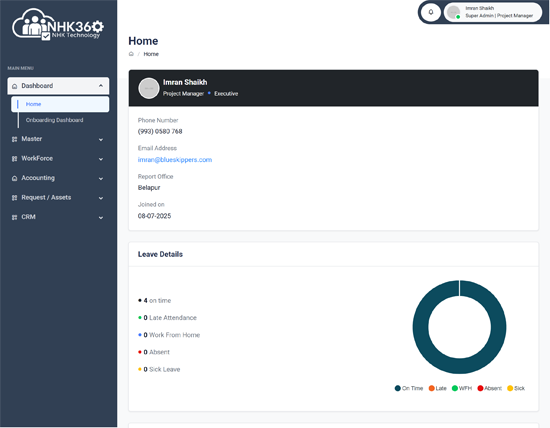 NHK360
NHK Technology
Imran Shaikh
Super Admin | Project Manager
MAIN MENU
Dashboard
Home
Onboarding Dashboard
Master
WorkForce
Accounting
Request / Assets
CRM
Home
/ Home
Imran Shaikh
Project Manager • Executive
Phone Number
(993) 0580 768
Email Address
imran@blueskippers.com
Report Office
Belapur
Joined on
08-07-2025
Leave Details
4 on time
0 Late Attendance
0 Work From Home
0 Absent
0 Sick Leave
On Time Late WFH Absent Sick